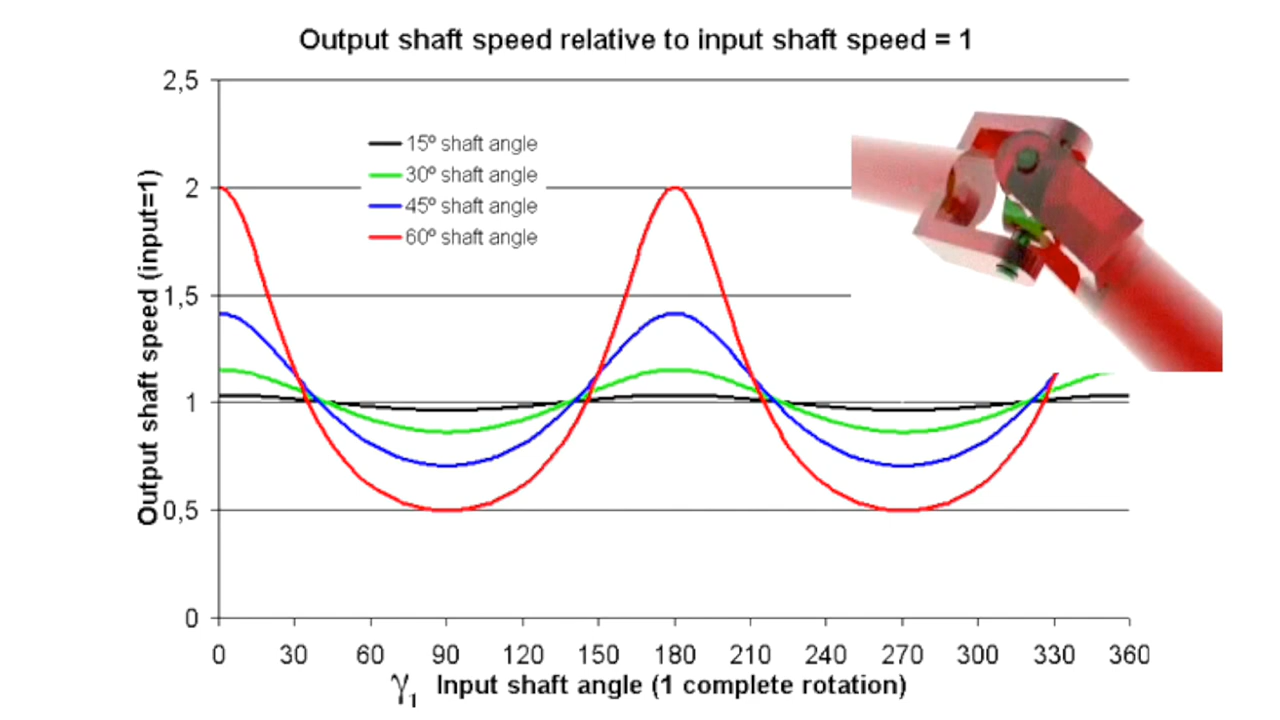 Output shaft speed relative to input shaft speed = 1
Output shaft speed (input=1)
2,5
2
1,5
1
0,5
0
15º shaft angle
30º shaft angle
45º shaft angle
60º shaft angle
0 30 60 90 120 150 180 210 240 270 300 330 360
γ1 Input shaft angle (1 complete rotation)